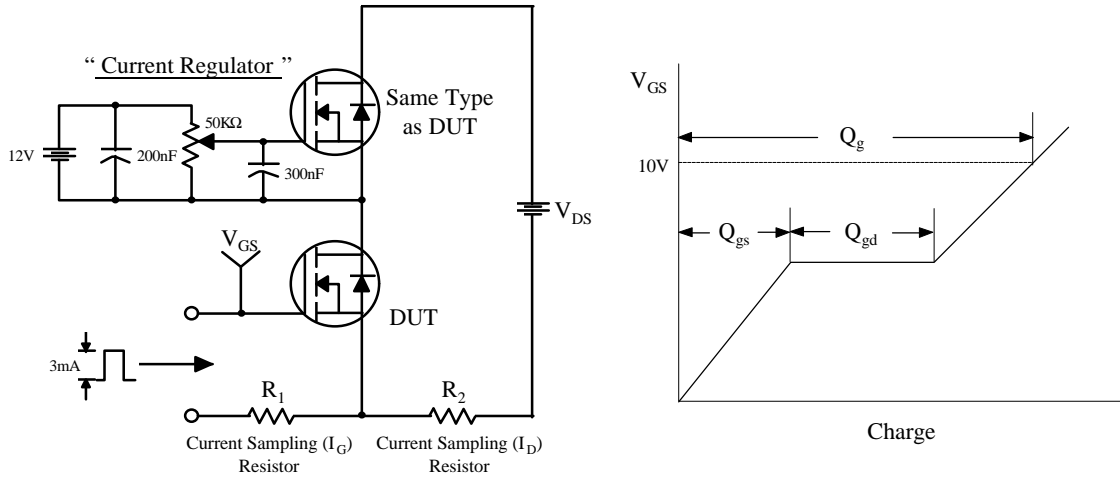 “ Current Regulator ”
Same Type
as DUT
50KΩ
12V
200nF
300nF
V_DS
V_GS
DUT
3mA
R_1
R_2
Current Sampling (I_G)
Resistor
Current Sampling (I_D)
Resistor
V_GS
Q_g
10V
Q_gs
Q_gd
Charge